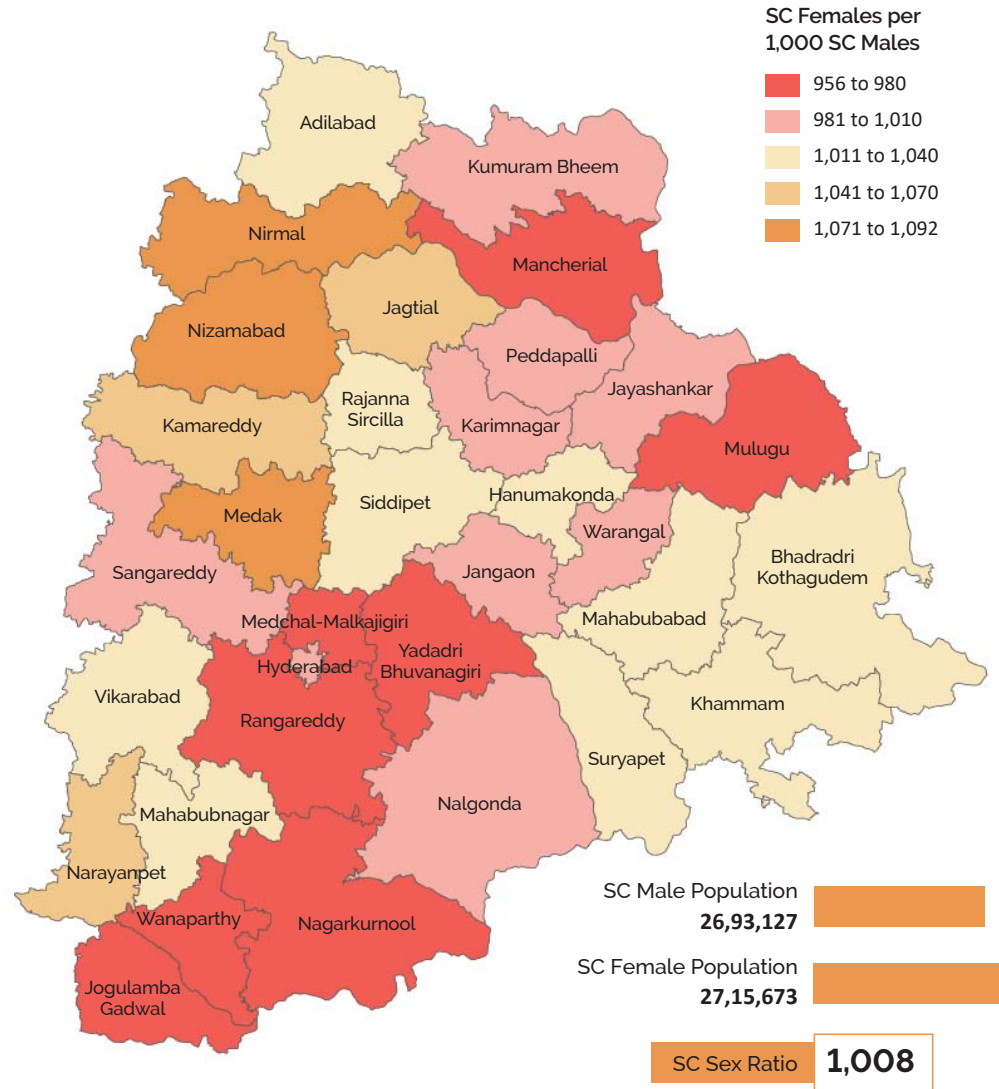 SC Females per
1,000 SC Males
956 to 980
981 to 1,010
1,011 to 1,040
1,041 to 1,070
1,071 to 1,092
Adilabad
Kumuram Bheem
Nirmal
Mancherial
Jagtial
Nizamabad
Peddapalli
Jayashankar
Rajanna
Sircilla
Kamareddy
Karimnagar
Mulugu
Hanumakonda
Siddipet
Medak
Warangal
Bhadradri
Kothagudem
Sangareddy
Jangaon
Mahabubabad
Medchal-Malkajigiri
Yadadri
Bhuvanagiri
Hyderabad
Vikarabad
Khammam
Rangareddy
Suryapet
Nalgonda
Mahabubnagar
Narayanpet
Wanaparthy
Nagarkurnool
Jogulamba
Gadwal
SC Male Population
26,93,127
SC Female Population
27,15,673
SC Sex Ratio
1,008